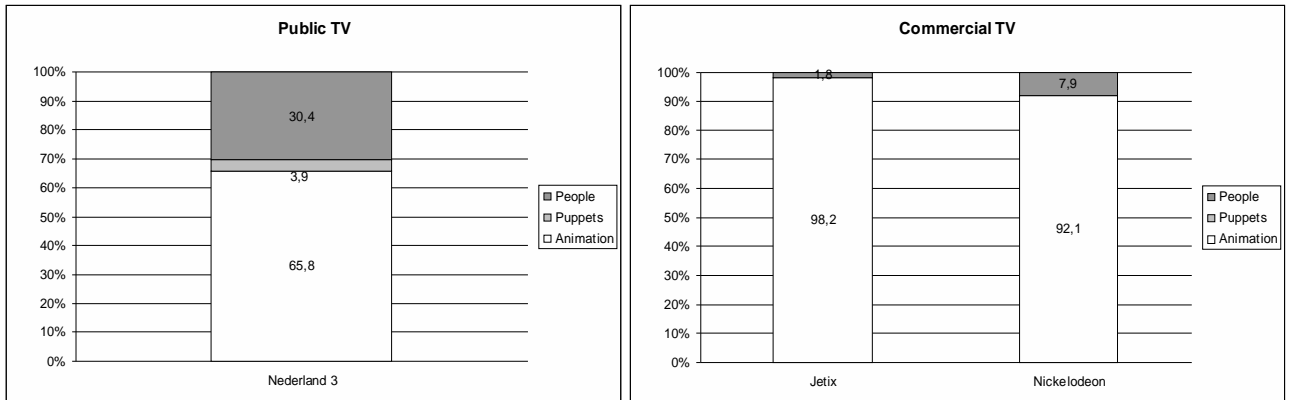 Public TV
100%
90%
80%
70%
60%
50%
40%
30%
20%
10%
0%
30,4
3,9
65,8
Nederland 3
People
Puppets
Animation
Commercial TV
100%
90%
80%
70%
60%
50%
40%
30%
20%
10%
0%
1,8
7,9
98,2
92,1
Jetix
Nickelodeon
People
Puppets
Animation